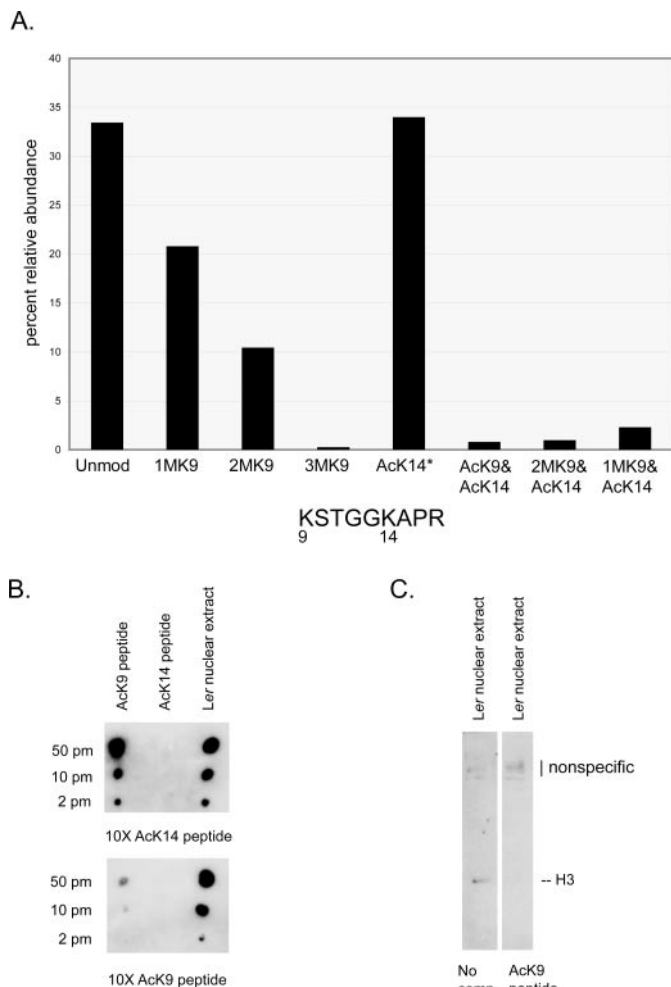 A.
40
35
30
25
20
15
10
5
0
percent relative abundance
Unmod 1MK9 2MK9 3MK9 AcK14* AcK9& 2MK9& 1MK9&
AcK14 AcK14 AcK14
KSTGGKAPR
9 14
B.
AcK9 peptide
AcK14 peptide
Ler nuclear extract
50 pm
10 pm
2 pm
10X AcK14 peptide
50 pm
10 pm
2 pm
10X AcK9 peptide
C.
Ler nuclear extract
Ler nuclear extract
| nonspecific
-- H3
No AcK9
comp peptide